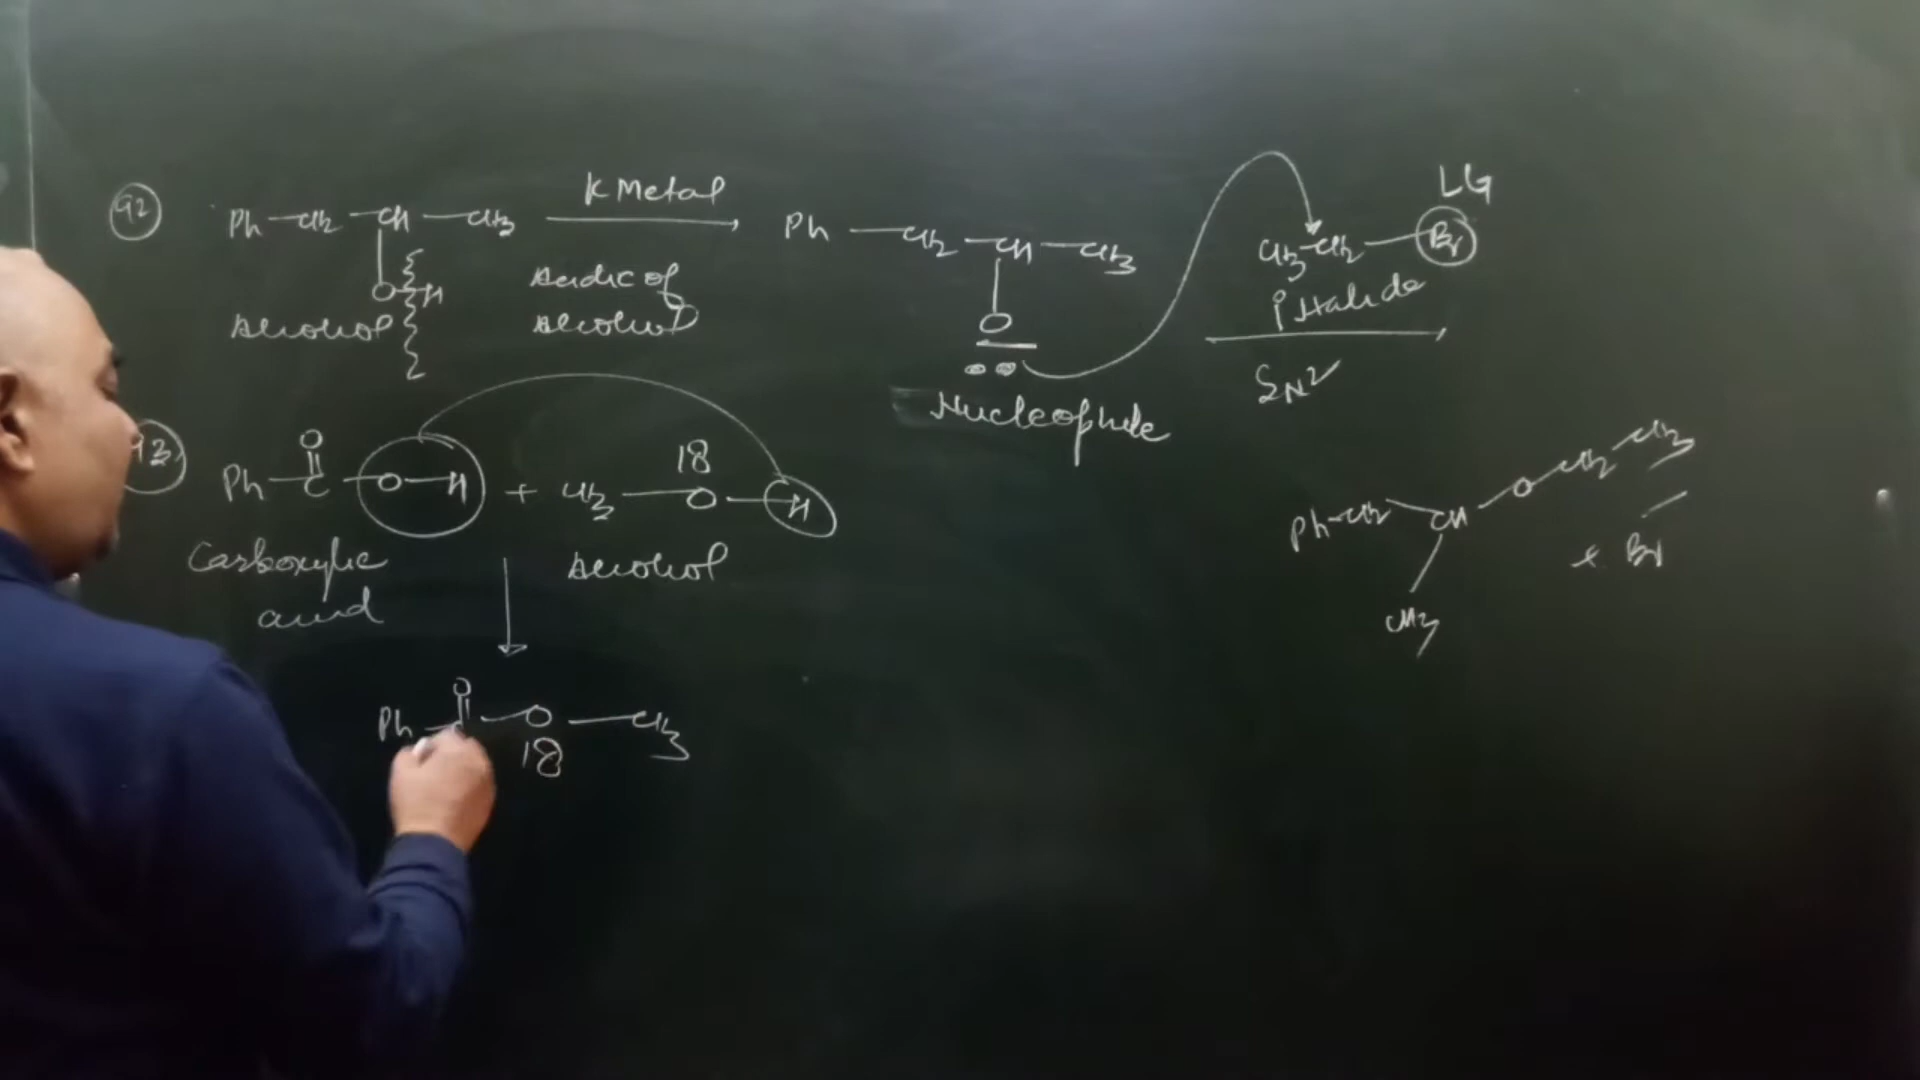 92
Ph—CH2—CH—CH3
O—H
Alcohol
K Metal
Acidic of
Alcohol
Ph—CH2—CH—CH3
O
Nucleophile
LG
CH3—CH2—Br
1° Halide
SN2
Ph—CH2—CH—O—CH2—CH3
CH3
+ Br
93
O
Ph—C—O—H + CH3—O—H
18
Carboxylic
acid
Alcohol
O
Ph—C—O—CH3
18